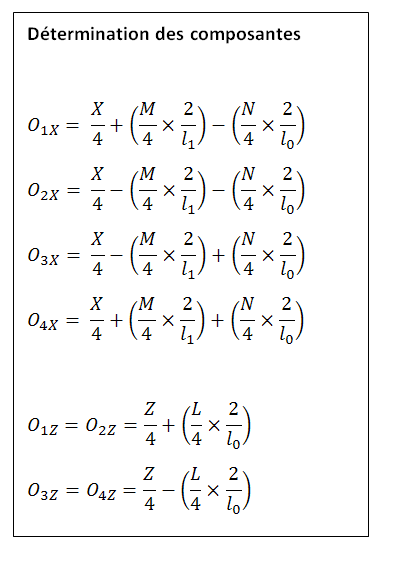 Détermination des composantes
O₁X = X/4 + (M/4 × 2/l₁) − (N/4 × 2/l₀)
O₂X = X/4 − (M/4 × 2/l₁) − (N/4 × 2/l₀)
O₃X = X/4 − (M/4 × 2/l₁) + (N/4 × 2/l₀)
O₄X = X/4 + (M/4 × 2/l₁) + (N/4 × 2/l₀)
O₁Z = O₂Z = Z/4 + (L/4 × 2/l₀)
O₃Z = O₄Z = Z/4 − (L/4 × 2/l₀)